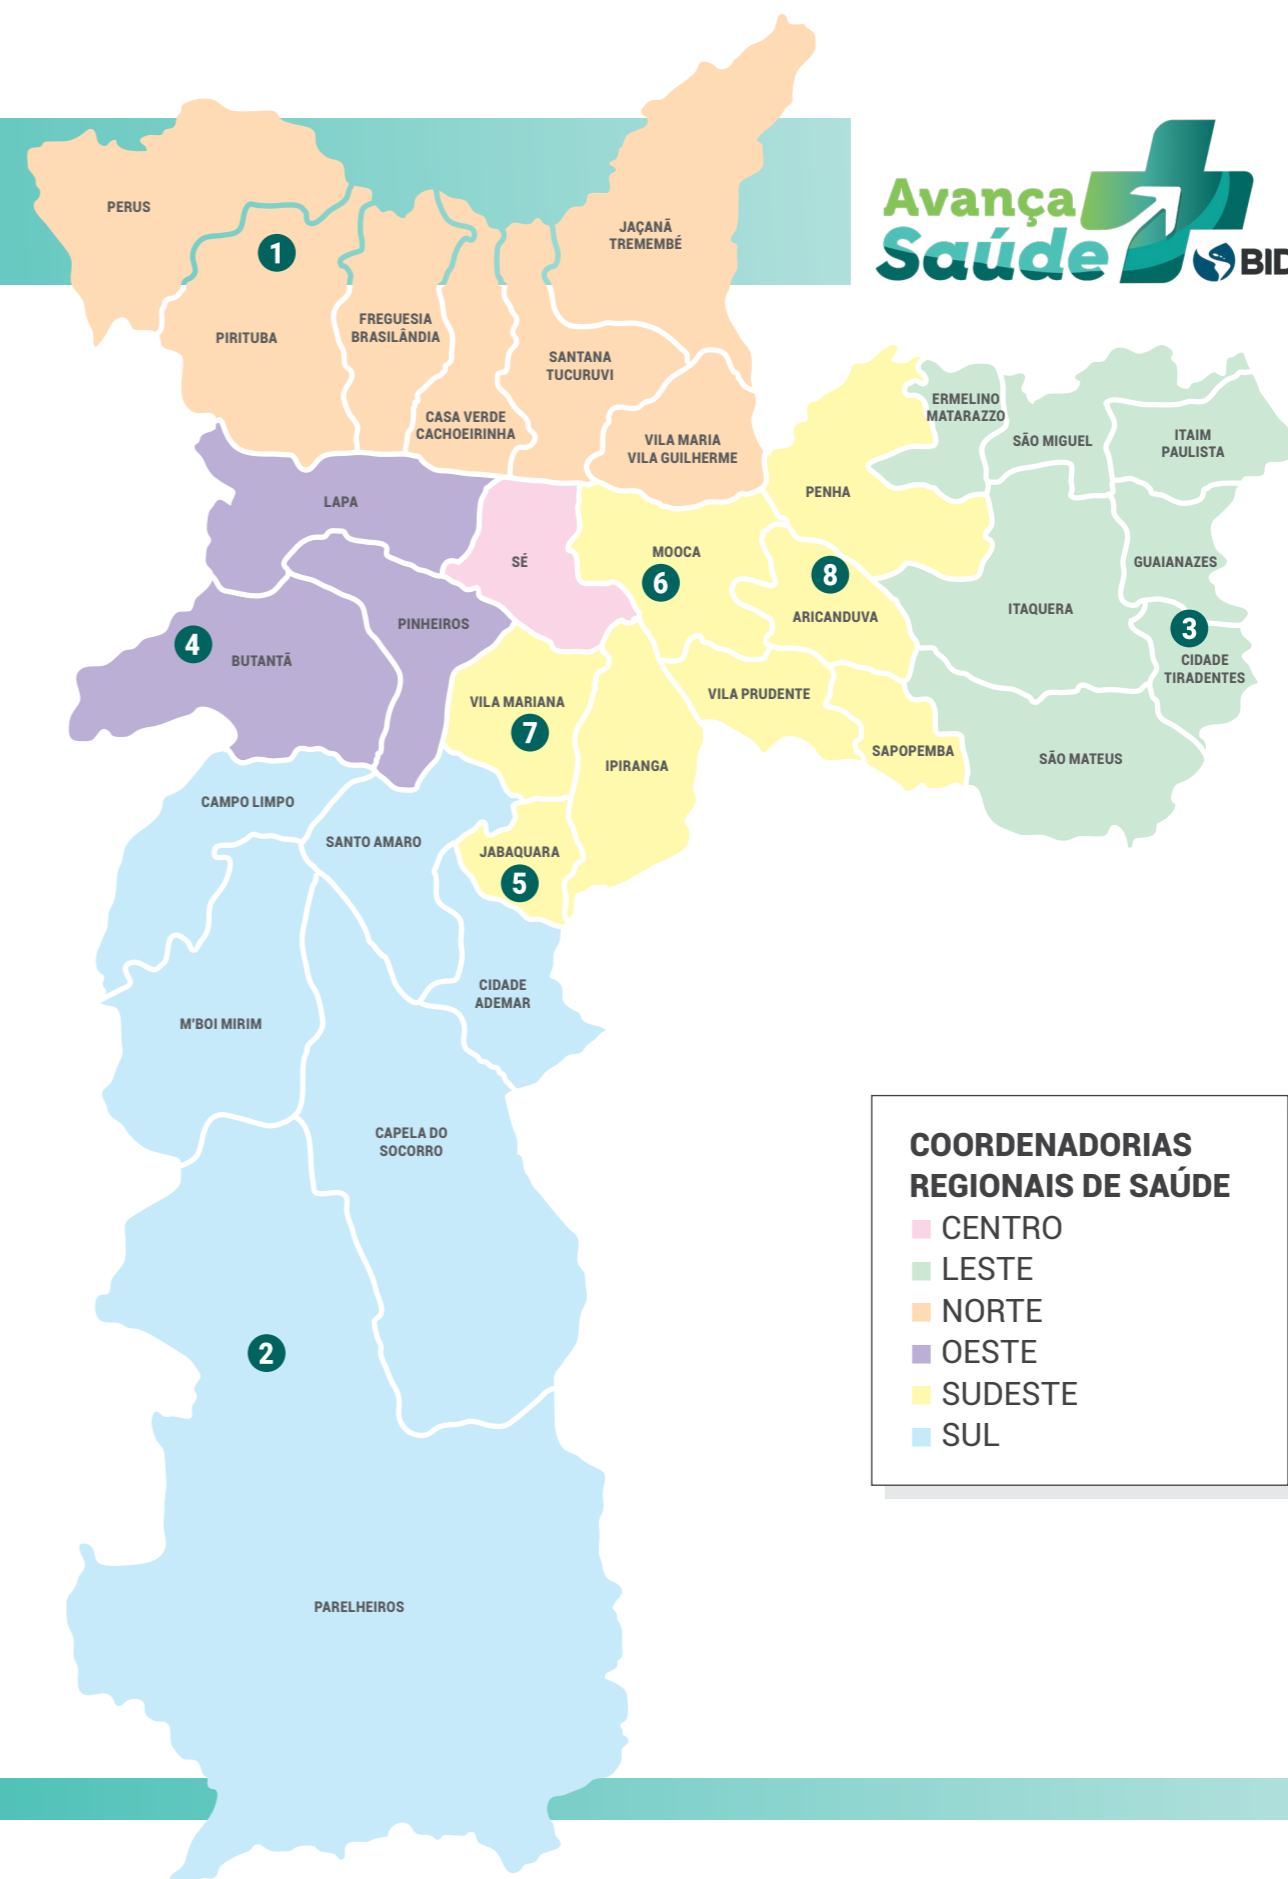 PERUS
1
PIRITUBA
FREGUESIA
BRASILÂNDIA
CASA VERDE
CACHOEIRINHA
JAÇANÃ
TREMEMBÉ
SANTANA
TUCURUVI
VILA MARIA
VILA GUILHERME
Avança
Saúde
BID
LAPA
SÉ
PINHEIROS
4
BUTANTÃ
MOOCA
6
PENHA
8
ARICANDUVA
ERMELINO
MATARAZZO
SÃO MIGUEL
ITAIM
PAULISTA
GUAIANAZES
ITAQUERA
3
CIDADE
TIRADENTES
VILA MARIANA
7
IPIRANGA
VILA PRUDENTE
SAPOPEMBA
SÃO MATEUS
CAMPO LIMPO
SANTO AMARO
JABAQUARA
5
CIDADE
ADEMAR
M'BOI MIRIM
CAPELA DO
SOCORRO
2
PARELHEIROS
COORDENADORIAS
REGIONAIS DE SAÚDE
CENTRO
LESTE
NORTE
OESTE
SUDESTE
SUL